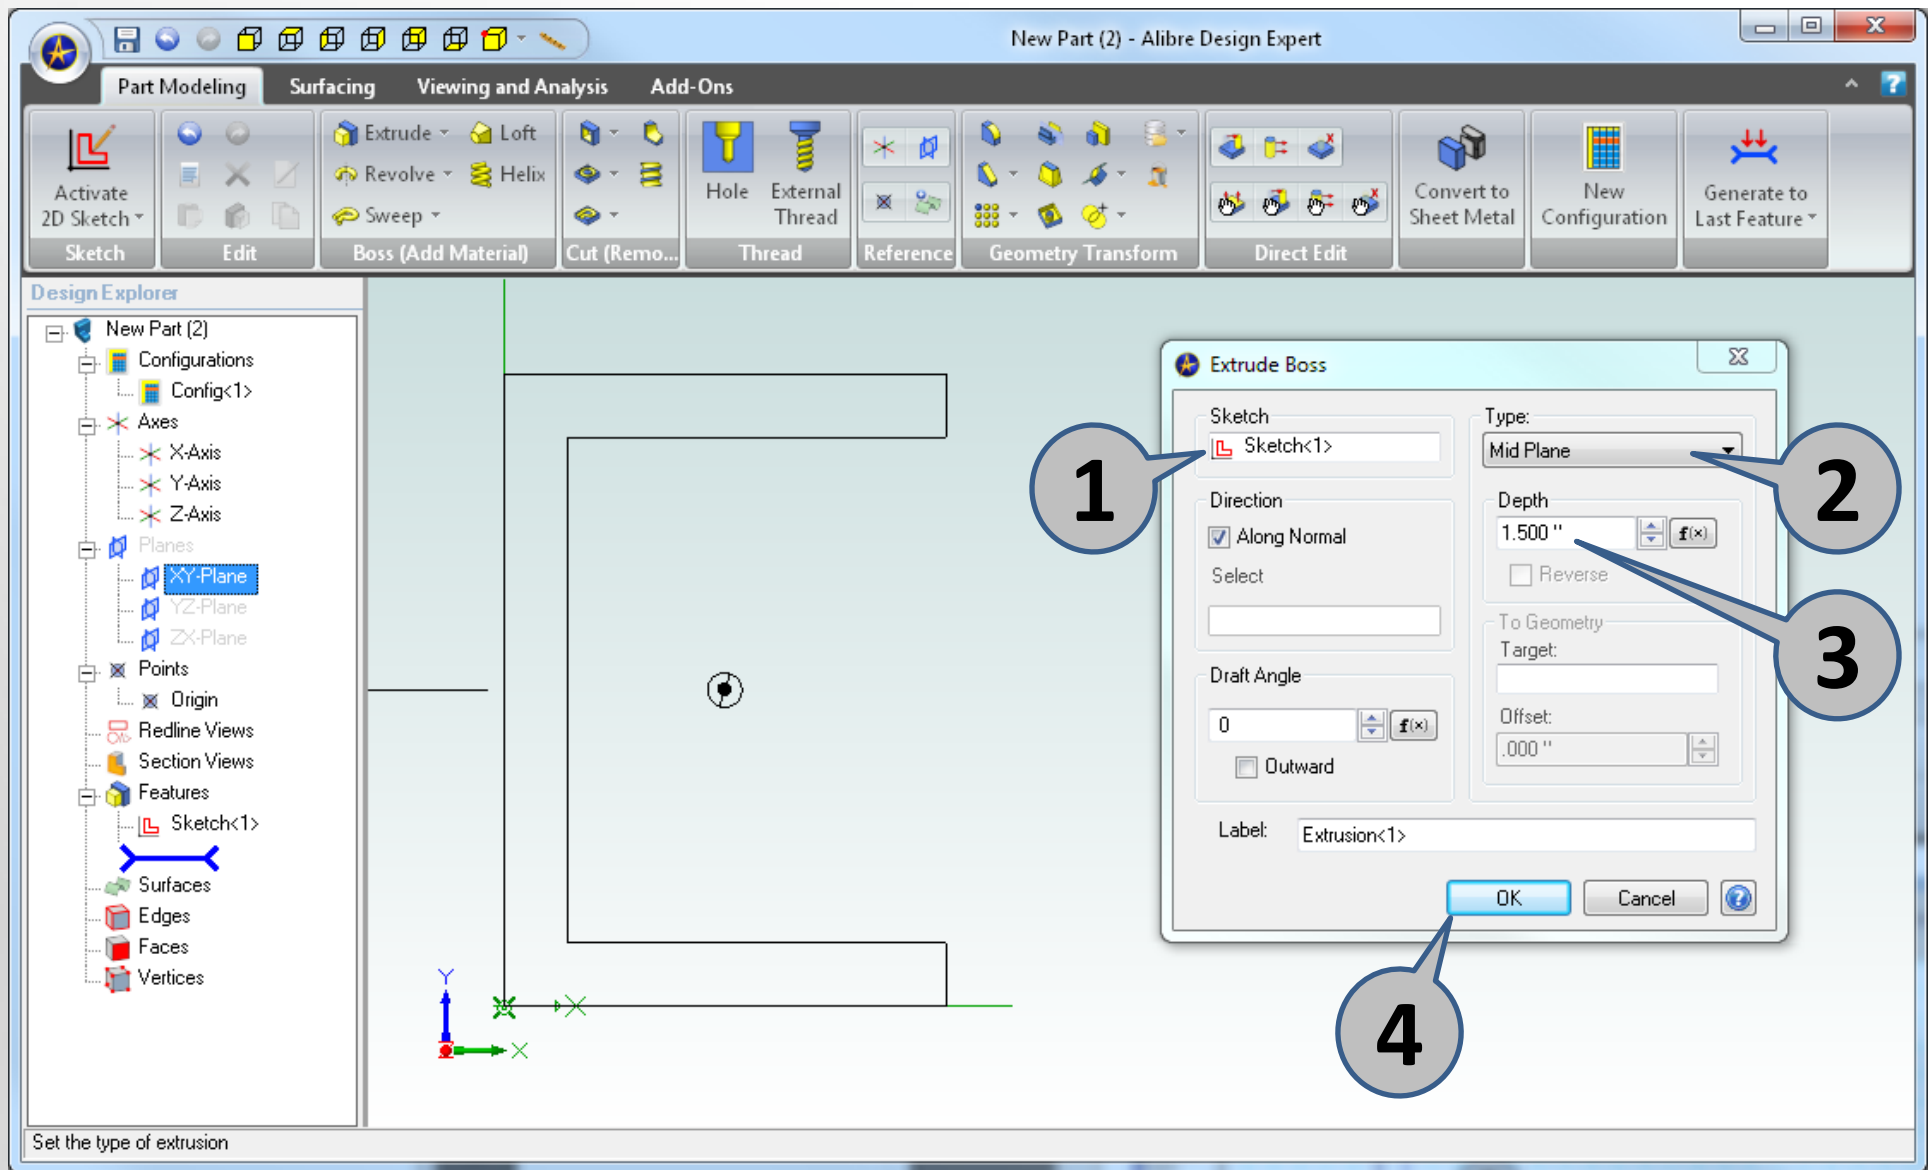 New Part (2) - Alibre Design Expert
Part Modeling Surfacing Viewing and Analysis Add-Ons
Activate
2D Sketch
Sketch
Edit
Extrude Loft
Revolve Helix
Sweep
Boss (Add Material)
Cut (Remo...
Hole
External
Thread
Thread
Reference
Geometry Transform
Direct Edit
Convert to
Sheet Metal
New
Configuration
Generate to
Last Feature
Design Explorer
New Part (2)
Configurations
Config<1>
Axes
X-Axis
Y-Axis
Z-Axis
Planes
XY-Plane
YZ-Plane
ZX-Plane
Points
Origin
Redline Views
Section Views
Features
Sketch<1>
Surfaces
Edges
Faces
Vertices
Y
X
X
Extrude Boss
Sketch
Sketch<1>
Direction
Along Normal
Select
Draft Angle
0
f(x)
Outward
Type:
Mid Plane
Depth
1.500 "
f(x)
Reverse
To Geometry
Target:
Offset:
.000 "
Label: Extrusion<1>
OK Cancel
1
2
3
4
Set the type of extrusion